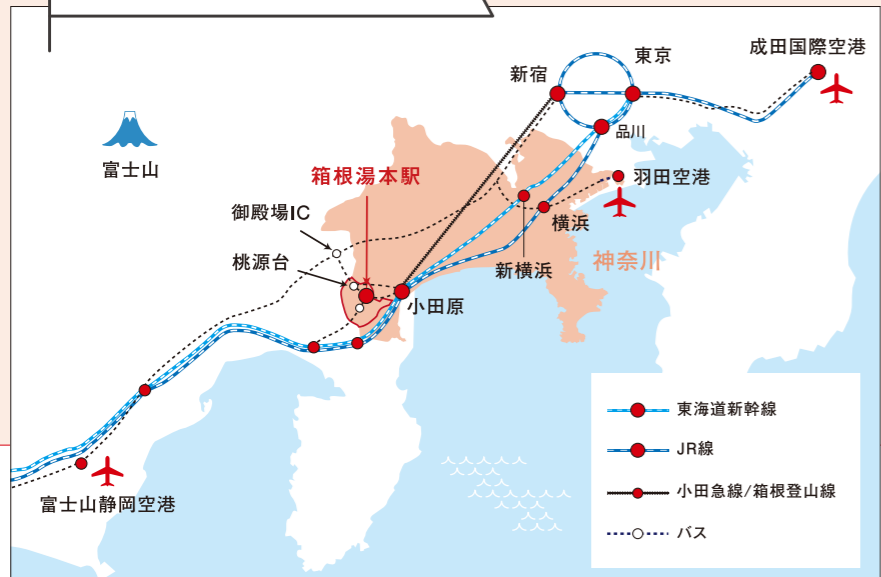 成田国際空港
東京
新宿
品川
富士山
箱根湯本駅
羽田空港
御殿場IC
横浜
桃源台
新横浜
神奈川
小田原
東海道新幹線
JR線
小田急線/箱根登山線
バス
富士山静岡空港